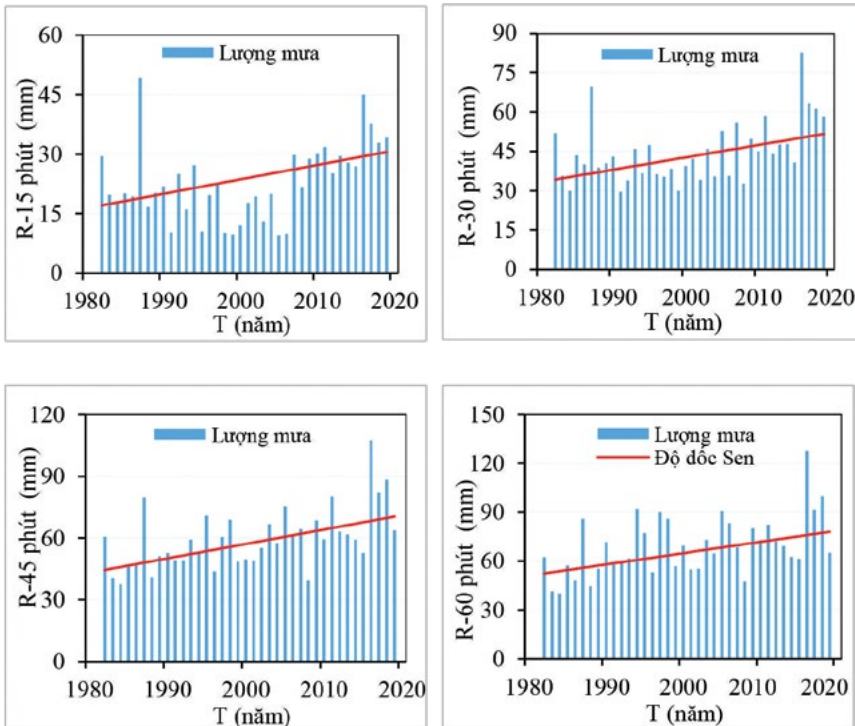 60
45
30
15
0
R-15 phút (mm)
Lượng mưa
1980 1990 2000 2010 2020
T (năm)
90
75
60
45
30
15
0
R-30 phút (mm)
Lượng mưa
1980 1990 2000 2010 2020
T (năm)
120
90
60
30
0
R-45 phút (mm)
Lượng mưa
1980 1990 2000 2010 2020
T (năm)
150
120
90
60
30
0
R-60 phút (mm)
Lượng mưa
Độ dốc Sen
1980 1990 2000 2010 2020
T (năm)